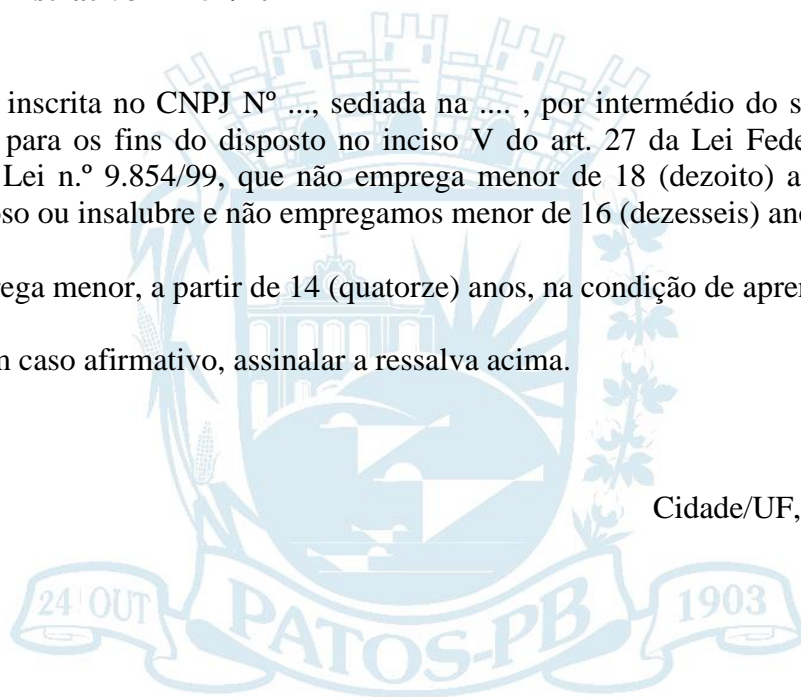 inscrita no CNPJ Nº ..., sediada na .... , por intermédio do s
para os fins do disposto no inciso V do art. 27 da Lei Fede
Lei n.º 9.854/99, que não emprega menor de 18 (dezoito) a
so ou insalubre e não empregamos menor de 16 (dezesseis) an
ega menor, a partir de 14 (quatorze) anos, na condição de apre
caso afirmativo, assinalar a ressalva acima.
Cidade/UF,
24 OUT
PATOS-PB
1903